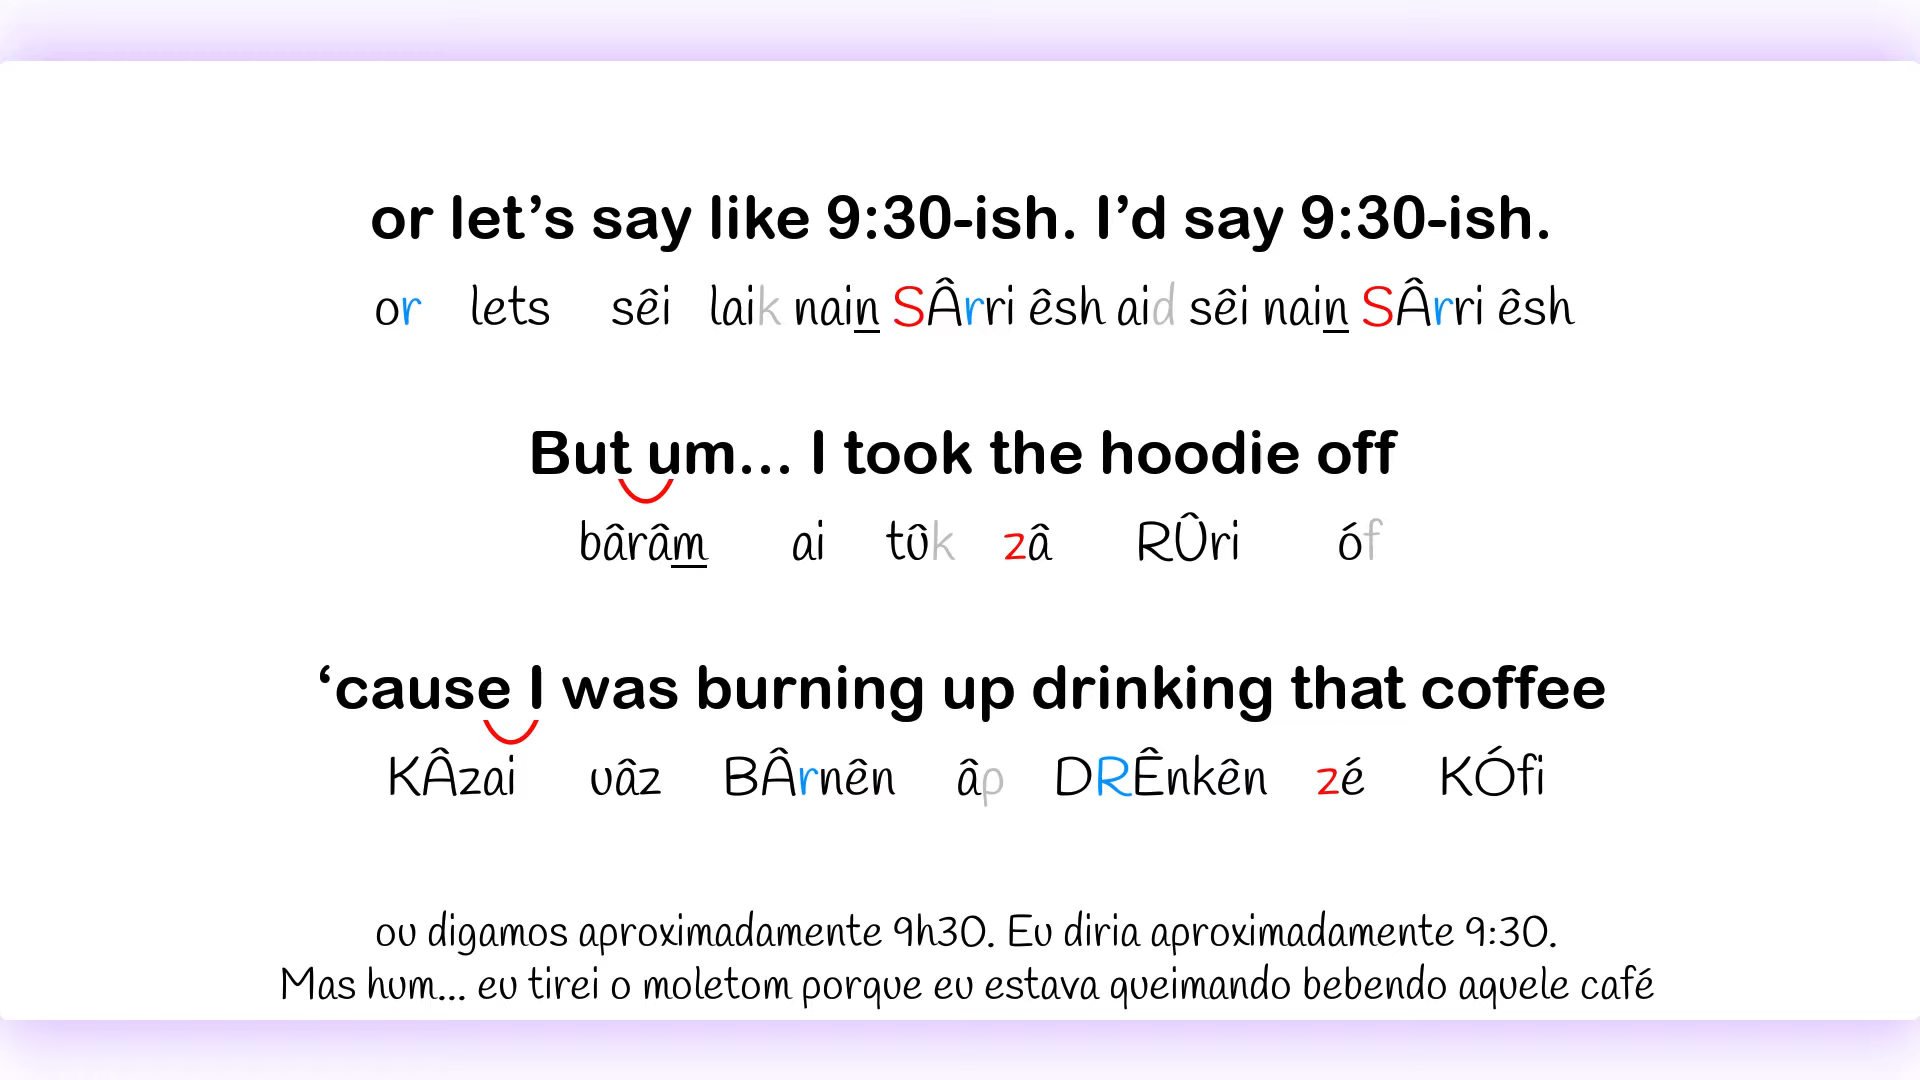 or let’s say like 9:30-ish. I’d say 9:30-ish.
or lets sêi laik nain SÂrri êsh aid sêi nain SÂrri êsh
But um... I took the hoodie off
bârâm ai tûk zâ RÛri óf
‘cause I was burning up drinking that coffee
KÂzai uâz BÂrnên âp DRÊnkên zé KÓfi
ou digamos aproximadamente 9h30. Eu diria aproximadamente 9:30.
Mas hum... eu tirei o moletom porque eu estava queimando bebendo aquele café